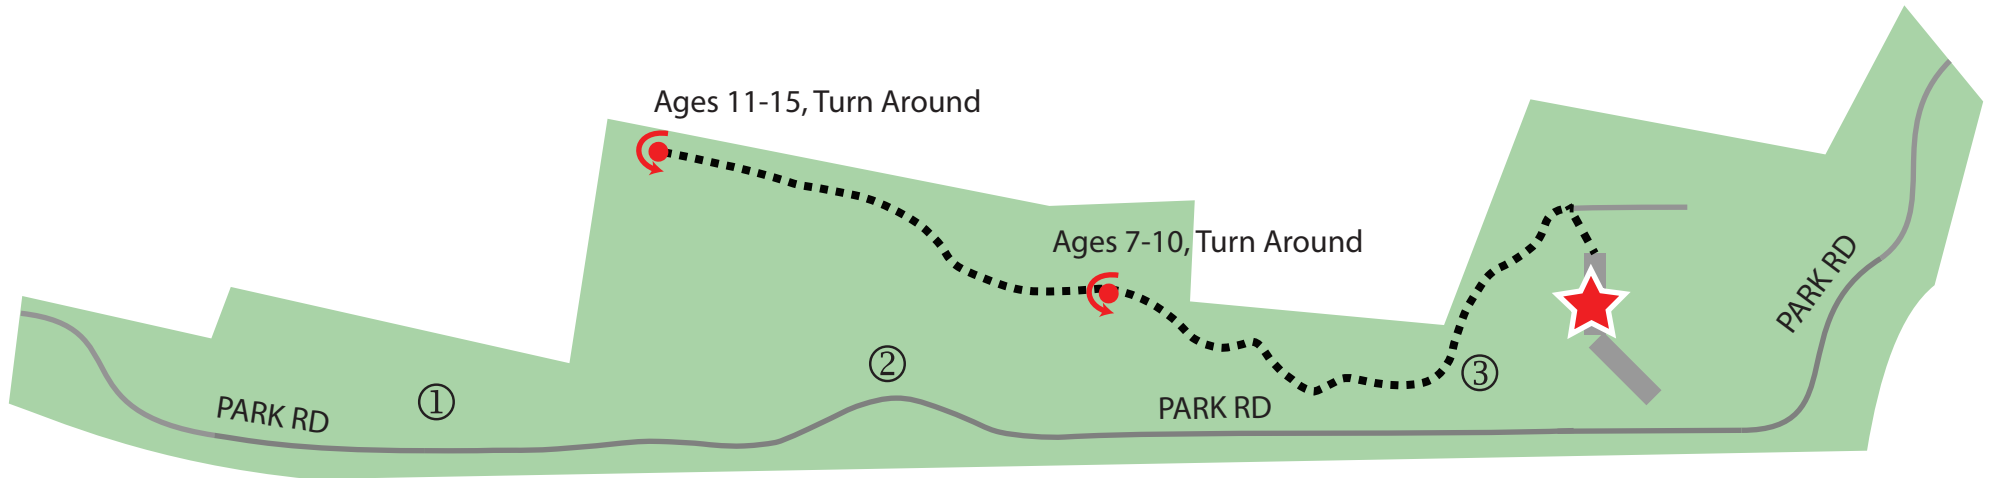 Ages 11-15, Turn Around
Ages 7-10, Turn Around
PARK RD
①
PARK RD
②
PARK RD
③